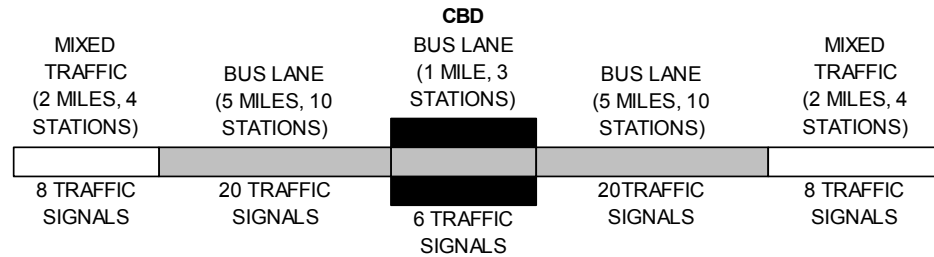 CBD
MIXED
TRAFFIC
(2 MILES, 4
STATIONS)
BUS LANE
(5 MILES, 10
STATIONS)
BUS LANE
(1 MILE, 3
STATIONS)
BUS LANE
(5 MILES, 10
STATIONS)
MIXED
TRAFFIC
(2 MILES, 4
STATIONS)
8 TRAFFIC
SIGNALS
20 TRAFFIC
SIGNALS
6 TRAFFIC
SIGNALS
20TRAFFIC
SIGNALS
8 TRAFFIC
SIGNALS